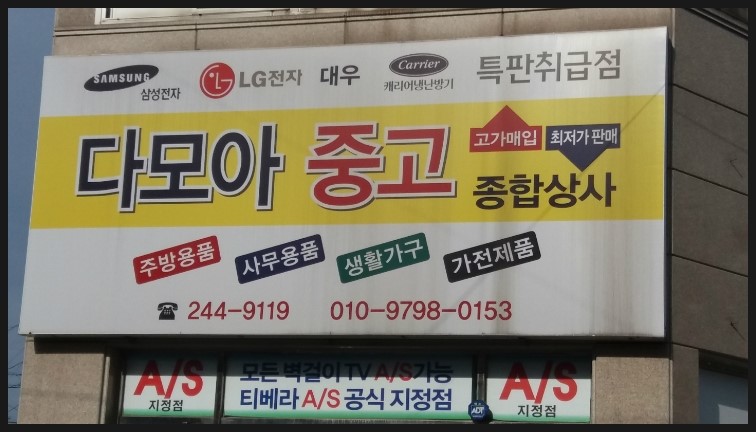 SAMSUNG 삼성전자 LG전자 대우 Carrier 캐리어냉난방기 특판취급점
다모아 중고 고가매입 최저가 판매
종합상사
주방용품 사무용품 생활가구 가전제품
244-9119 010-9798-0153
A/S 지정점
모든 벽걸이 TV A/S 가능
티베라 A/S 공식 지정점
A/S 지정점
ADT